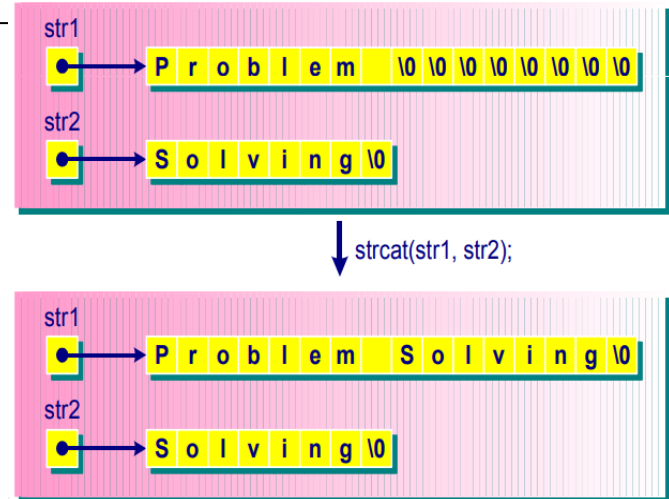 str1
P r o b l e m \0 \0 \0 \0 \0 \0 \0 \0
str2
S o l v i n g \0
strcat(str1, str2);
str1
P r o b l e m S o l v i n g \0
str2
S o l v i n g \0